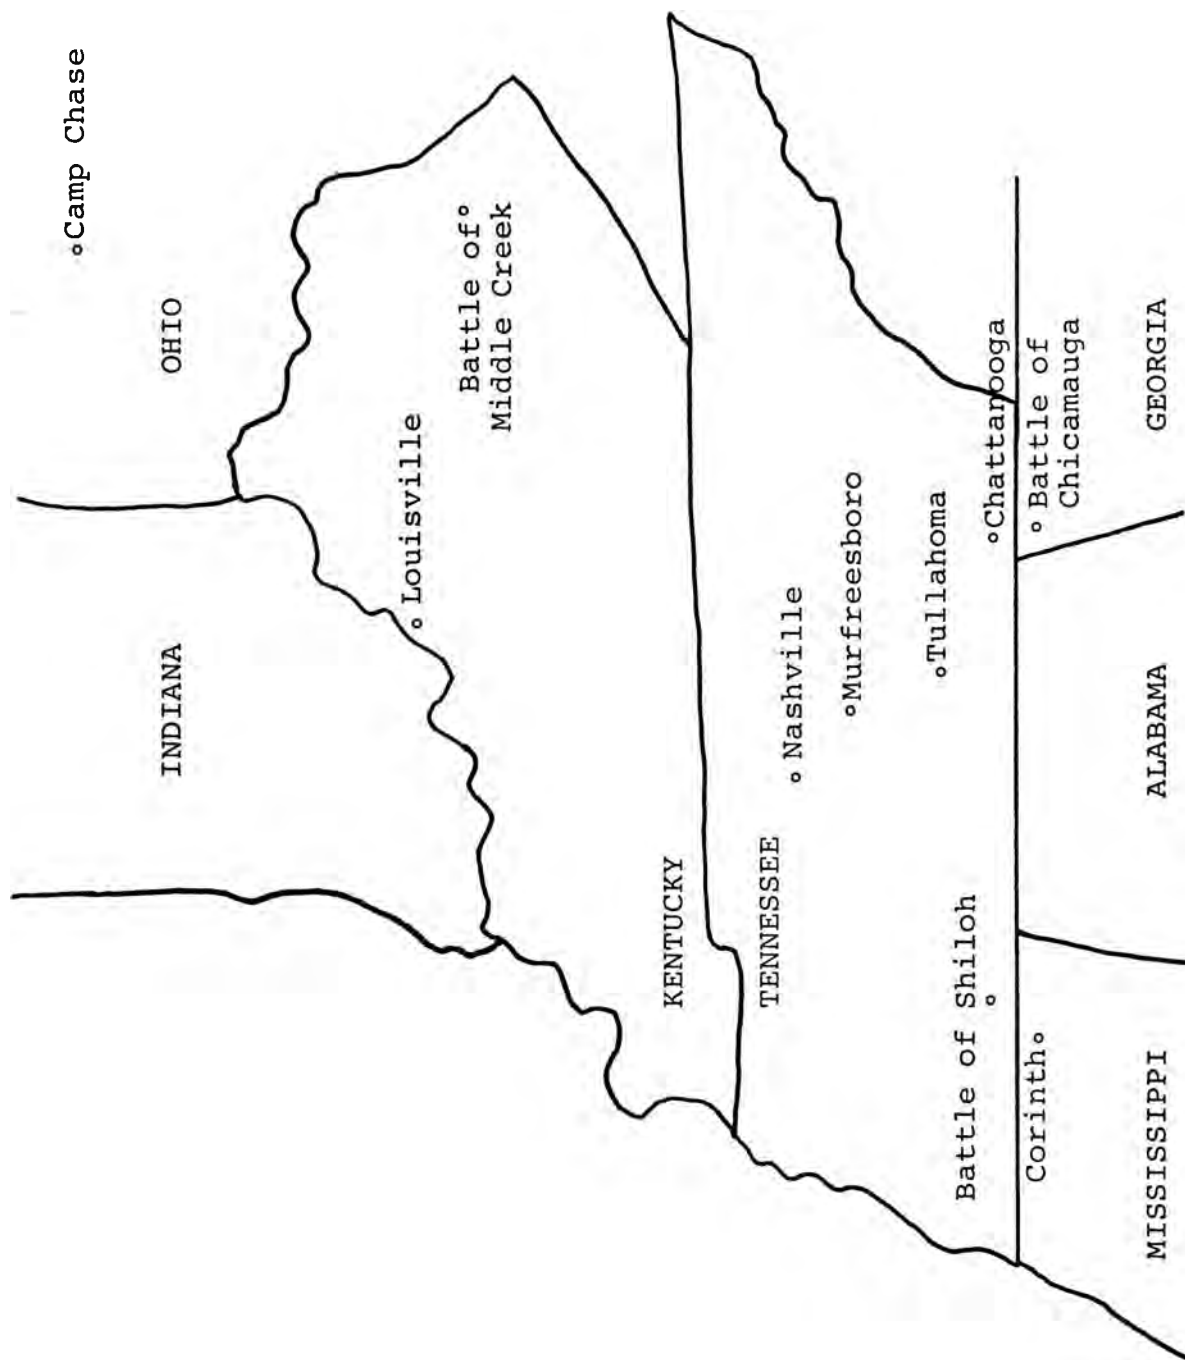 Camp Chase
OHIO
INDIANA
Louisville
Battle of
Middle Creek
KENTUCKY
TENNESSEE
Nashville
Murfreesboro
Tullahoma
Battle of Shiloh
Chattanooga
Corinth
Battle of
Chicamauga
MISSISSIPPI
ALABAMA
GEORGIA